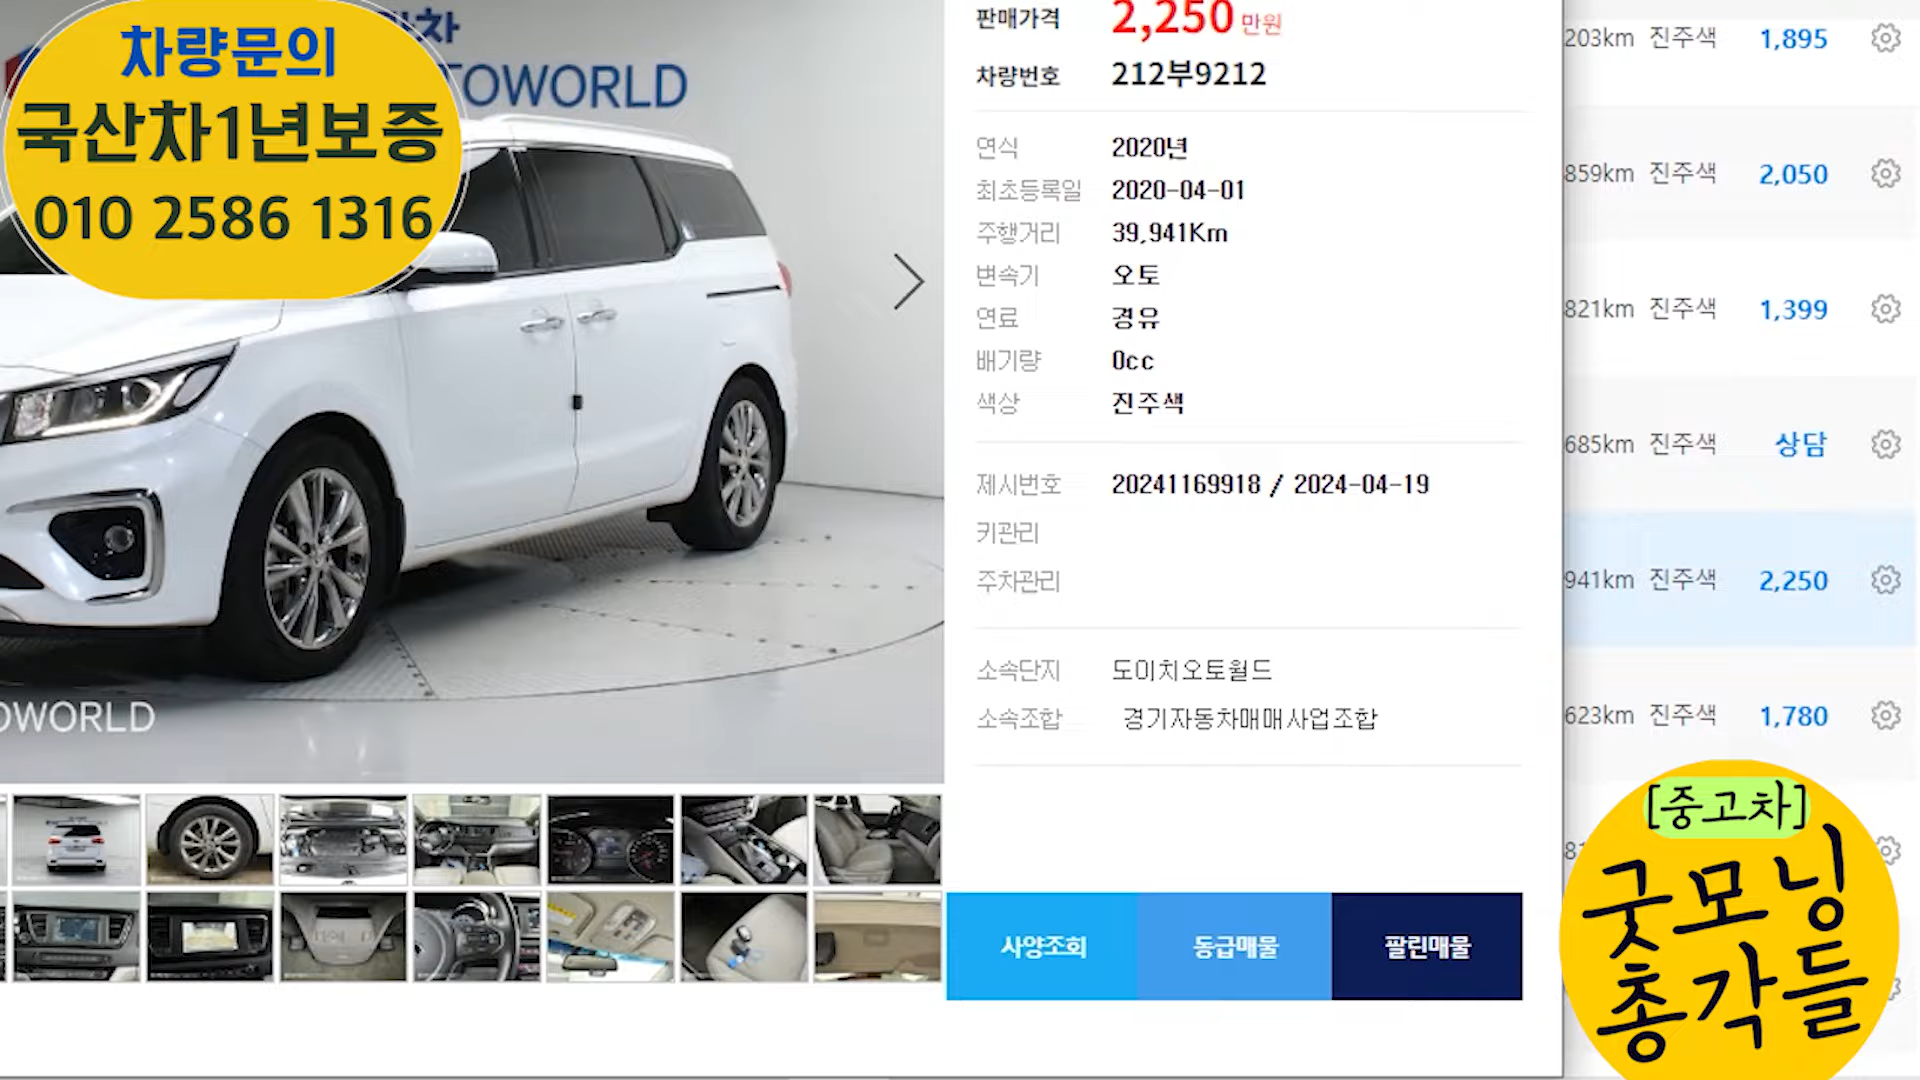 차량문의
국산차1년보증
010 2586 1316
차
TOWORLD
OWORLD
판매가격 2,250 만원
차량번호 212부9212
연식 2020년
최초등록일 2020-04-01
주행거리 39,941Km
변속기 오토
연료 경유
배기량 0cc
색상 진주색
제시번호 20241169918 / 2024-04-19
키관리
주차관리
소속단지 도이치오토월드
소속조합 경기자동차매매사업조합
사양조회 동급매물 팔린매물
203km 진주색 1,895
859km 진주색 2,050
821km 진주색 1,399
685km 진주색 상담
941km 진주색 2,250
623km 진주색 1,780
[중고차]
굿모닝
총각들